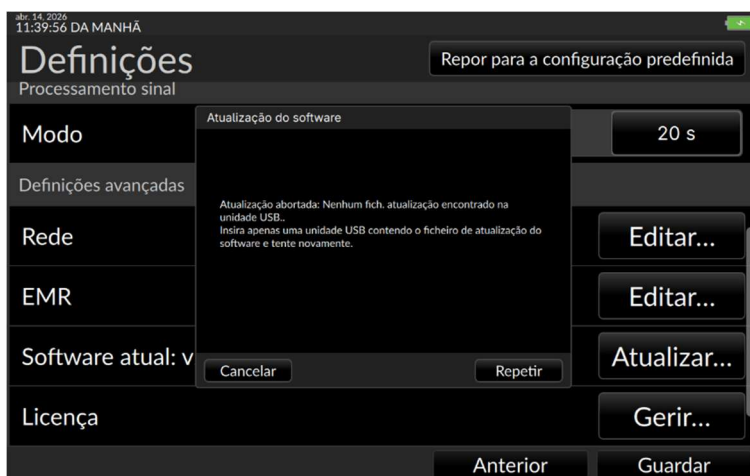 abr. 14, 2026
11:39:56 DA MANHÃ
Definições
Repor para a configuração predefinida
Processamento sinal
Modo
20 s
Definições avançadas
Rede
Editar...
EMR
Editar...
Software atual: v
Atualizar...
Licença
Gerir...
Anterior
Guardar
Atualização do software
Atualização abortada: Nenhum fich. atualização encontrado na
unidade USB..
Insira apenas uma unidade USB contendo o ficheiro de atualização do
software e tente novamente.
Cancelar
Repetir